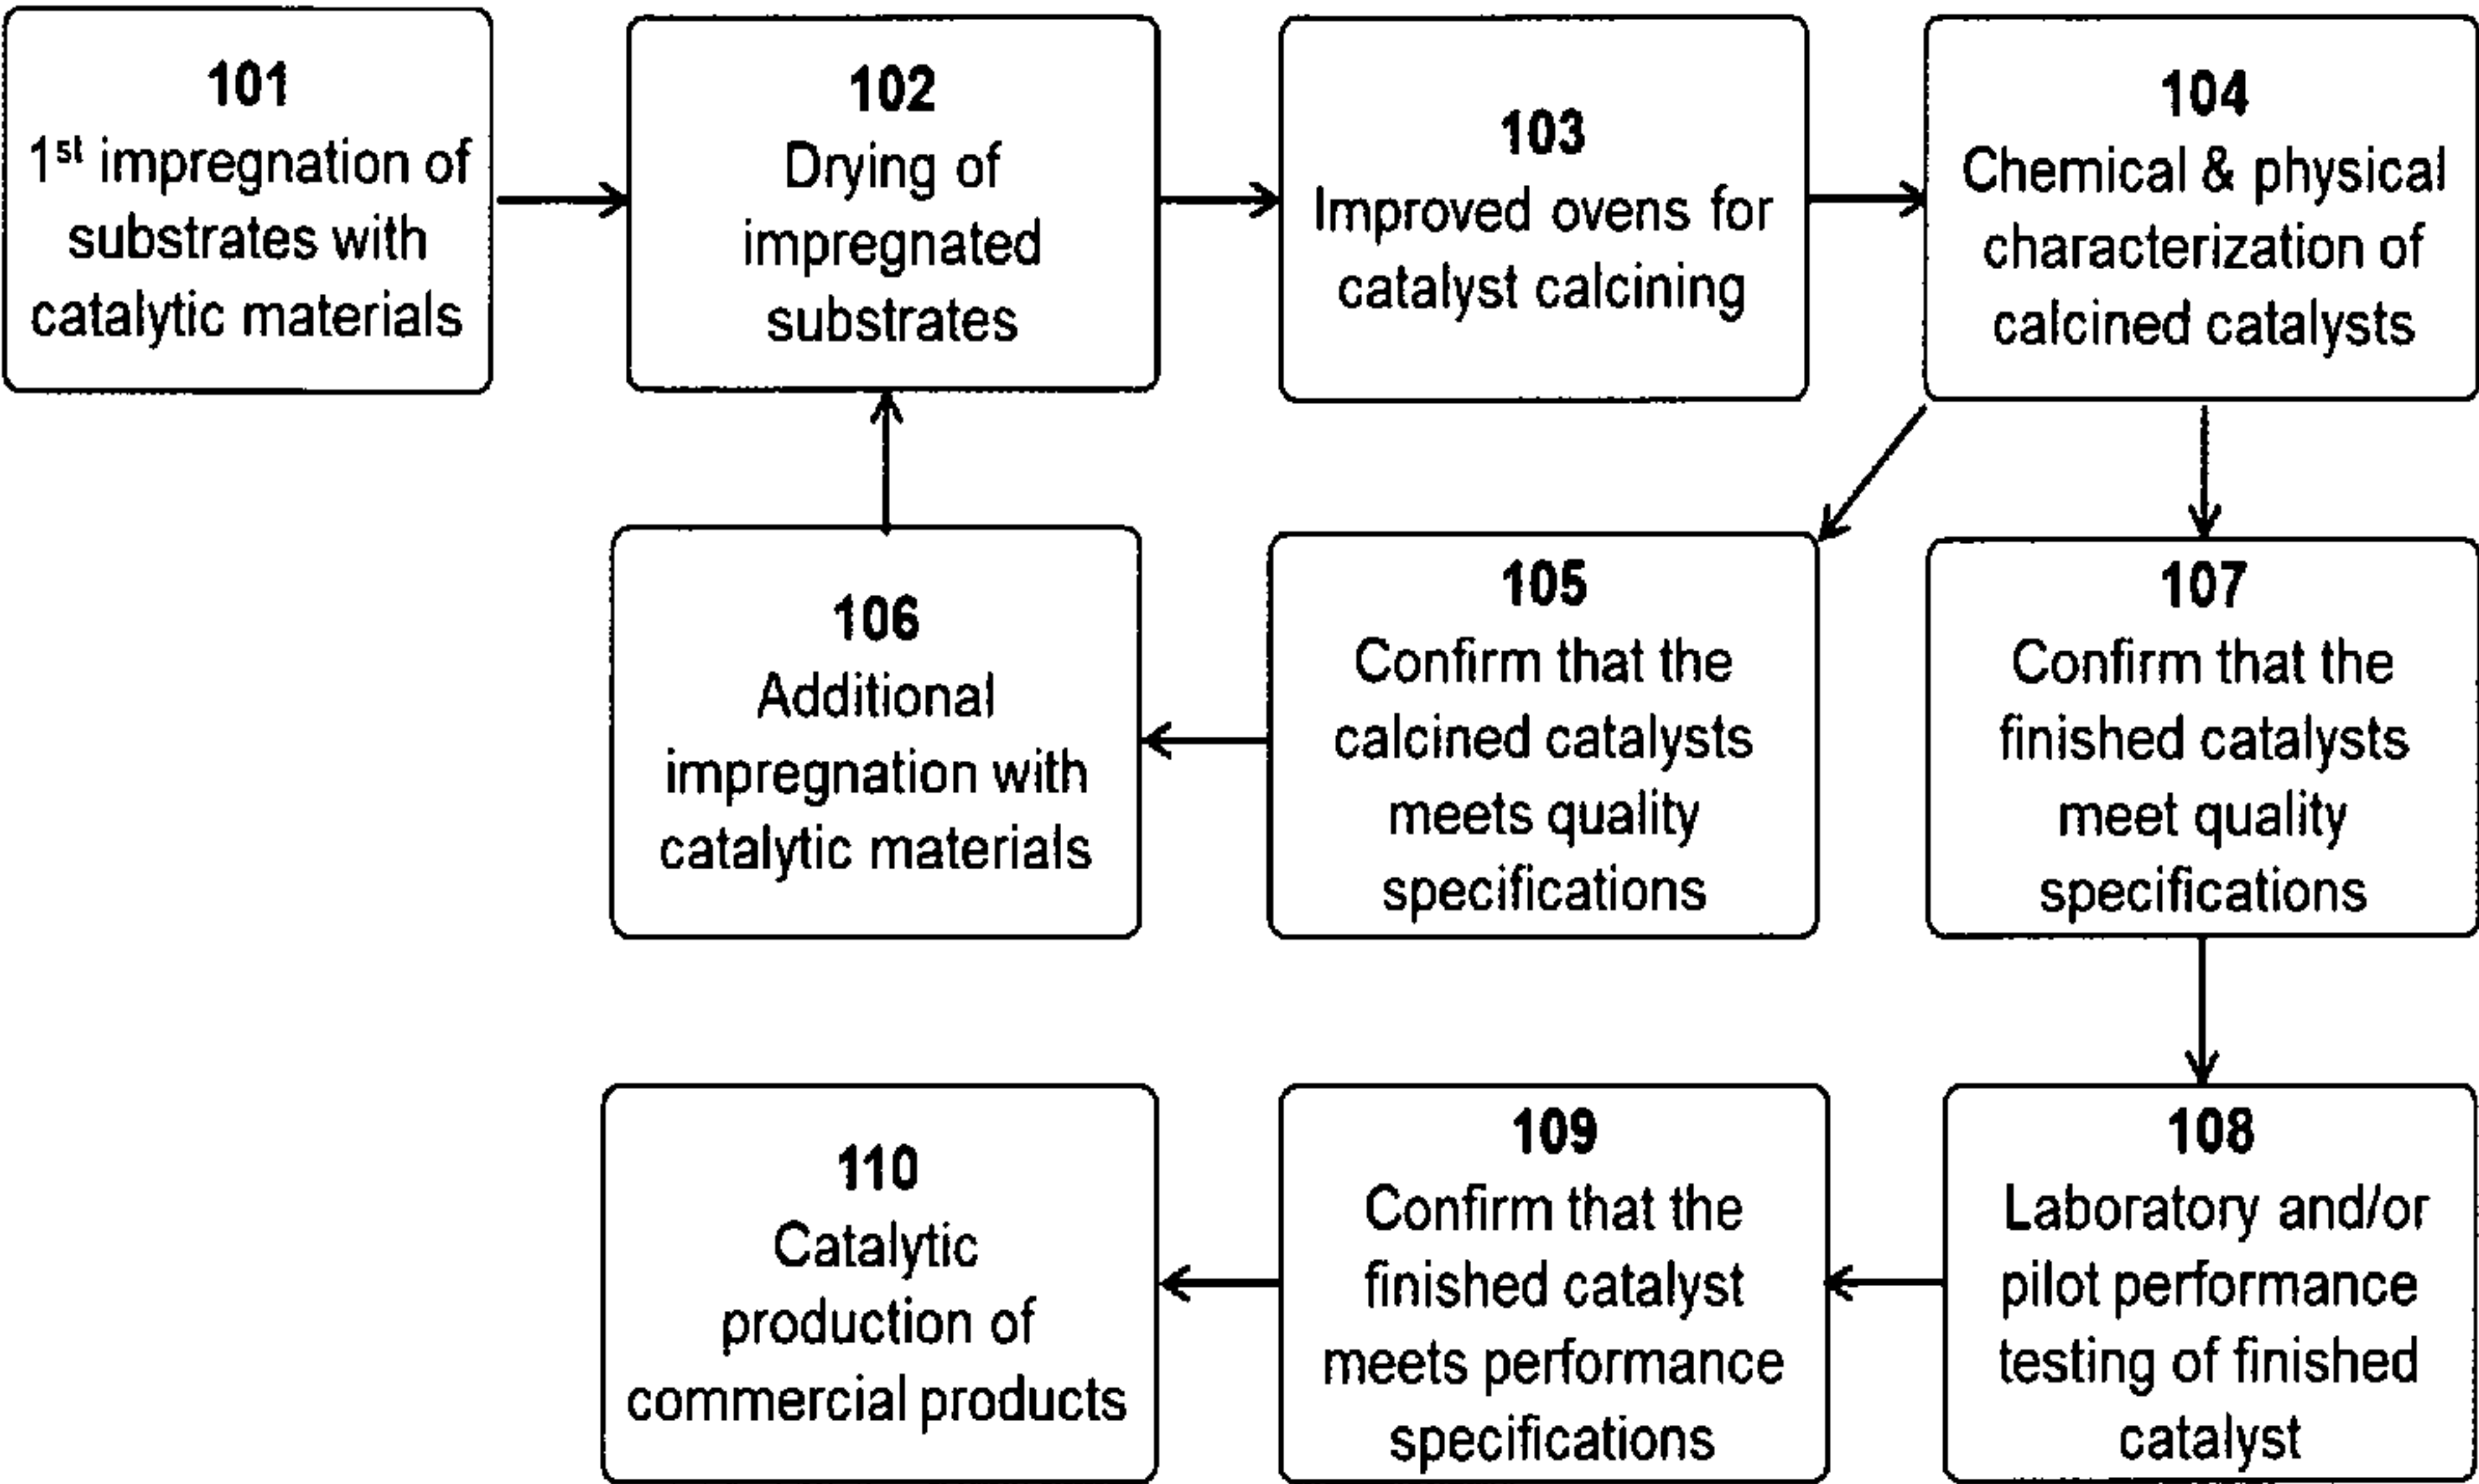 101
1st impregnation of
substrates with
catalytic materials
102
Drying of
impregnated
substrates
103
Improved ovens for
catalyst calcining
104
Chemical & physical
characterization of
calcined catalysts
106
Additional
impregnation with
catalytic materials
105
Confirm that the
calcined catalysts
meets quality
specifications
107
Confirm that the
finished catalysts
meet quality
specifications
110
Catalytic
production of
commercial products
109
Confirm that the
finished catalyst
meets performance
specifications
108
Laboratory and/or
pilot performance
testing of finished
catalyst